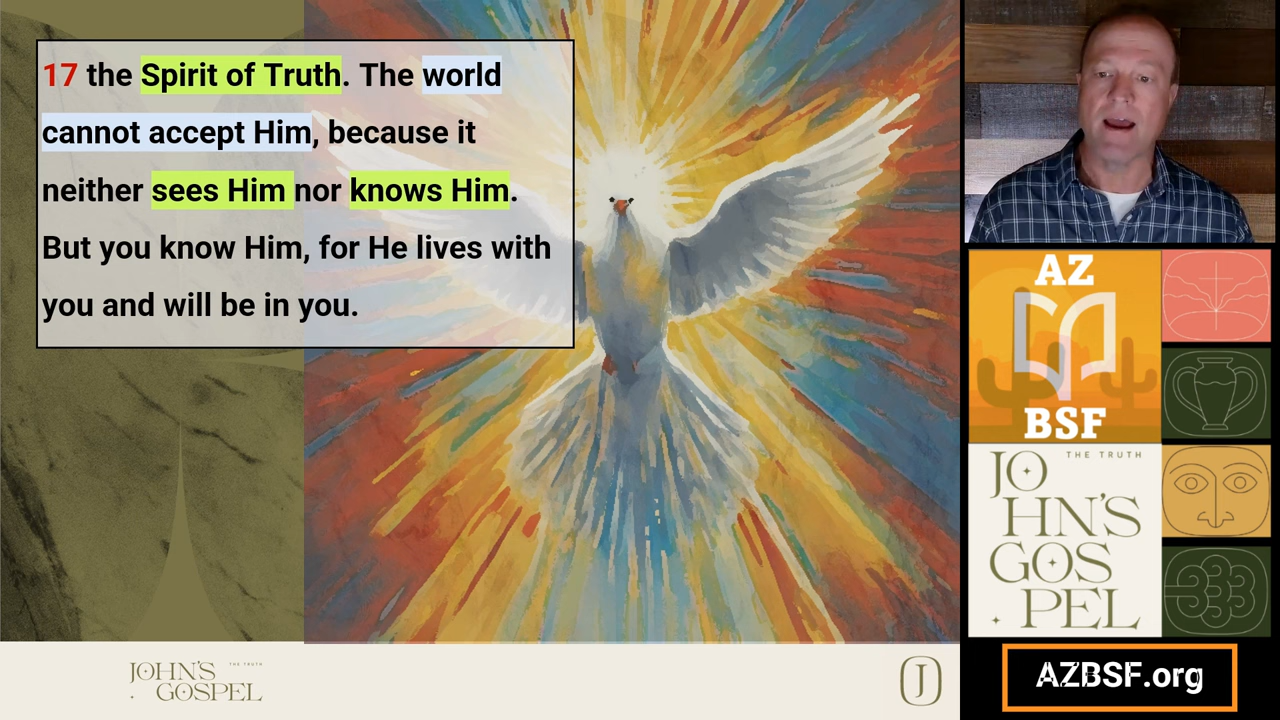 17 the Spirit of Truth. The world
cannot accept Him, because it
neither sees Him nor knows Him.
But you know Him, for He lives with
you and will be in you.
JOHN'S THE TRUTH
GOSPEL
J
AZ
BSF
THE TRUTH
JO
HN'S
GOS
PEL
AZBSF.org